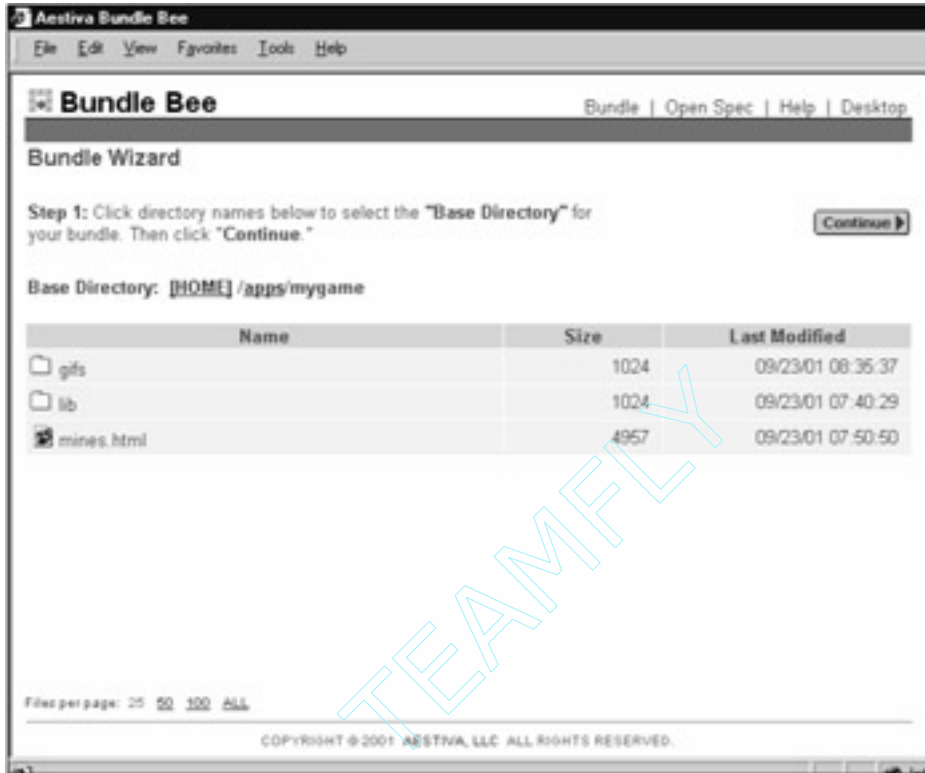 Aestiva Bundle Bee
File Edit View Favorites Tools Help
Bundle Bee
Bundle | Open Spec | Help | Desktop
Bundle Wizard
Step 1: Click directory names below to select the "Base Directory" for
your bundle. Then click "Continue."
Continue
Base Directory: [HOME] /apps/mygame
Name Size Last Modified
gifs 1024 09/23/01 08:35:37
lib 1024 09/23/01 07:40:29
mines.html 4957 09/23/01 07:50:50
TEAMFLY
Files per page: 25 50 100 ALL
COPYRIGHT © 2001 AESTIVA, LLC ALL RIGHTS RESERVED.